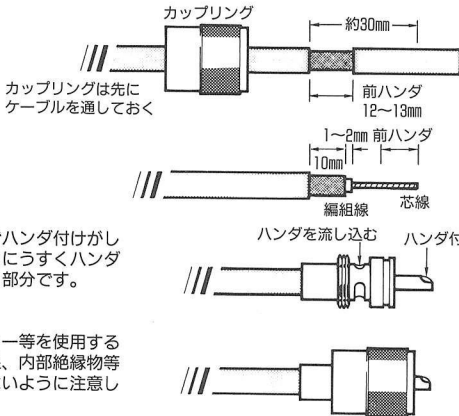 カップリング
約30mm
カップリングは先に
ケーブルを通しておく
前ハンダ
12〜13mm
1〜2mm 前ハンダ
10mm
編組線
芯線
ハンダを流し込む
ハンダ付
ハンダ付けがし
にうすくハンダ
部分です。
ー等を使用する
、内部絶縁物等
いように注意し